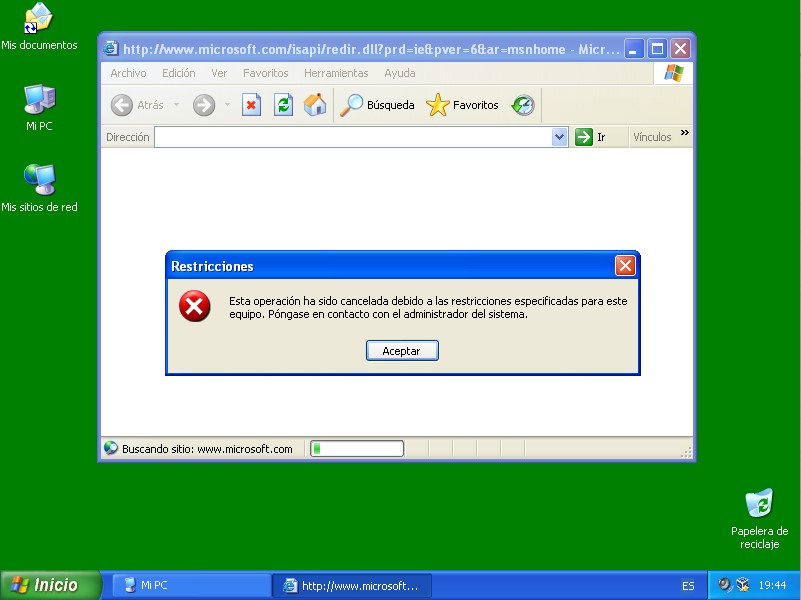 Mis documentos
Mi PC
Mis sitios de red
http://www.microsoft.com/isapi/redir.dll?prd=ie&pver=6&ar=msnhome - Micr...
Archivo Edición Ver Favoritos Herramientas Ayuda
Atrás Búsqueda Favoritos
Dirección Ir Vínculos »
Restricciones
Esta operación ha sido cancelada debido a las restricciones especificadas para este
equipo. Póngase en contacto con el administrador del sistema.
Aceptar
Buscando sitio: www.microsoft.com
Papelera de
reciclaje
Inicio Mi PC http://www.microsoft... ES 19:44